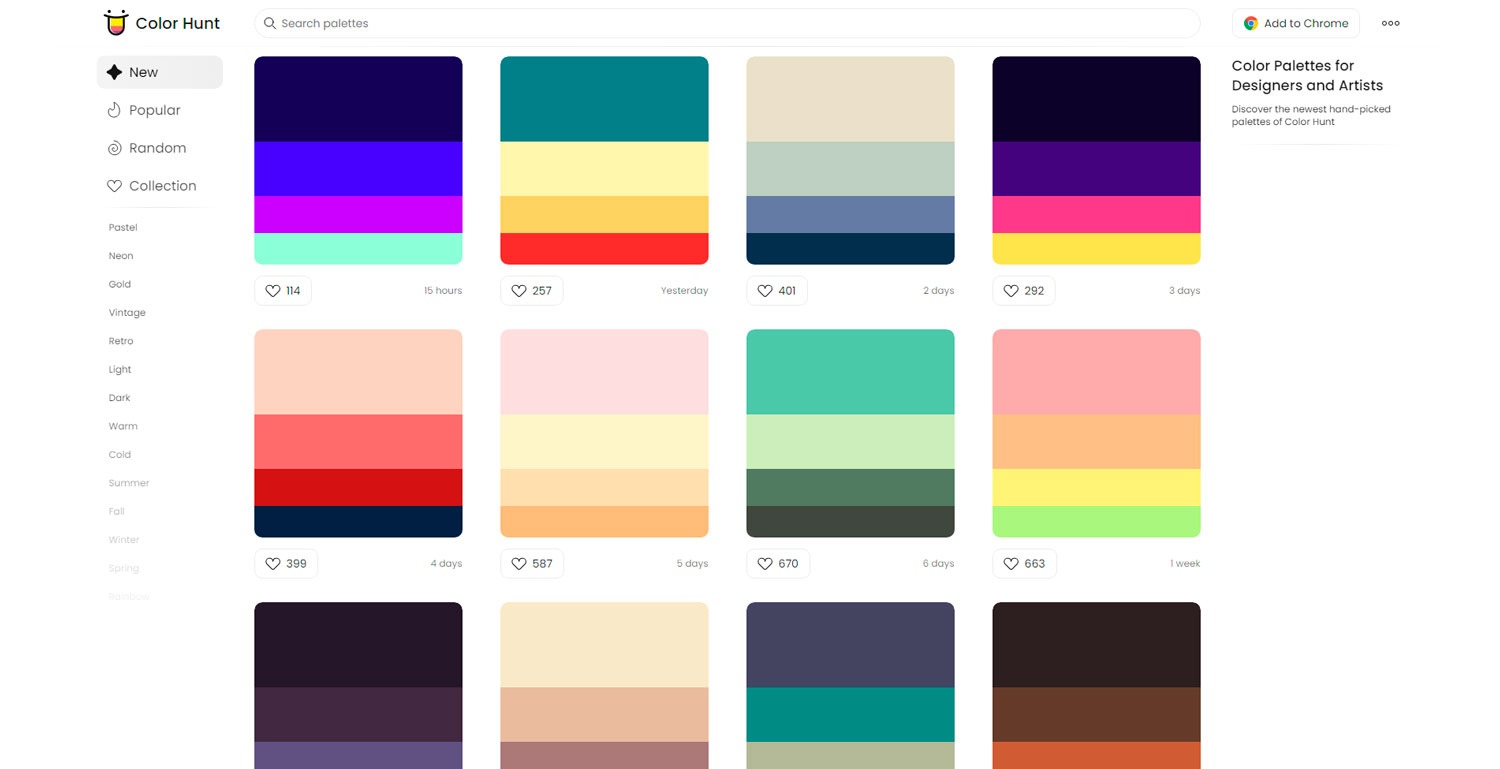 Color Hunt
Search palettes
Add to Chrome
New
Popular
Random
Collection
Pastel
Neon
Gold
Vintage
Retro
Light
Dark
Warm
Cold
Summer
Fall
Winter
Spring
Rainbow
114
15 hours
257
Yesterday
401
2 days
292
3 days
399
4 days
587
5 days
670
6 days
663
1 week
Color Palettes for
Designers and Artists
Discover the newest hand-picked
palettes of Color Hunt